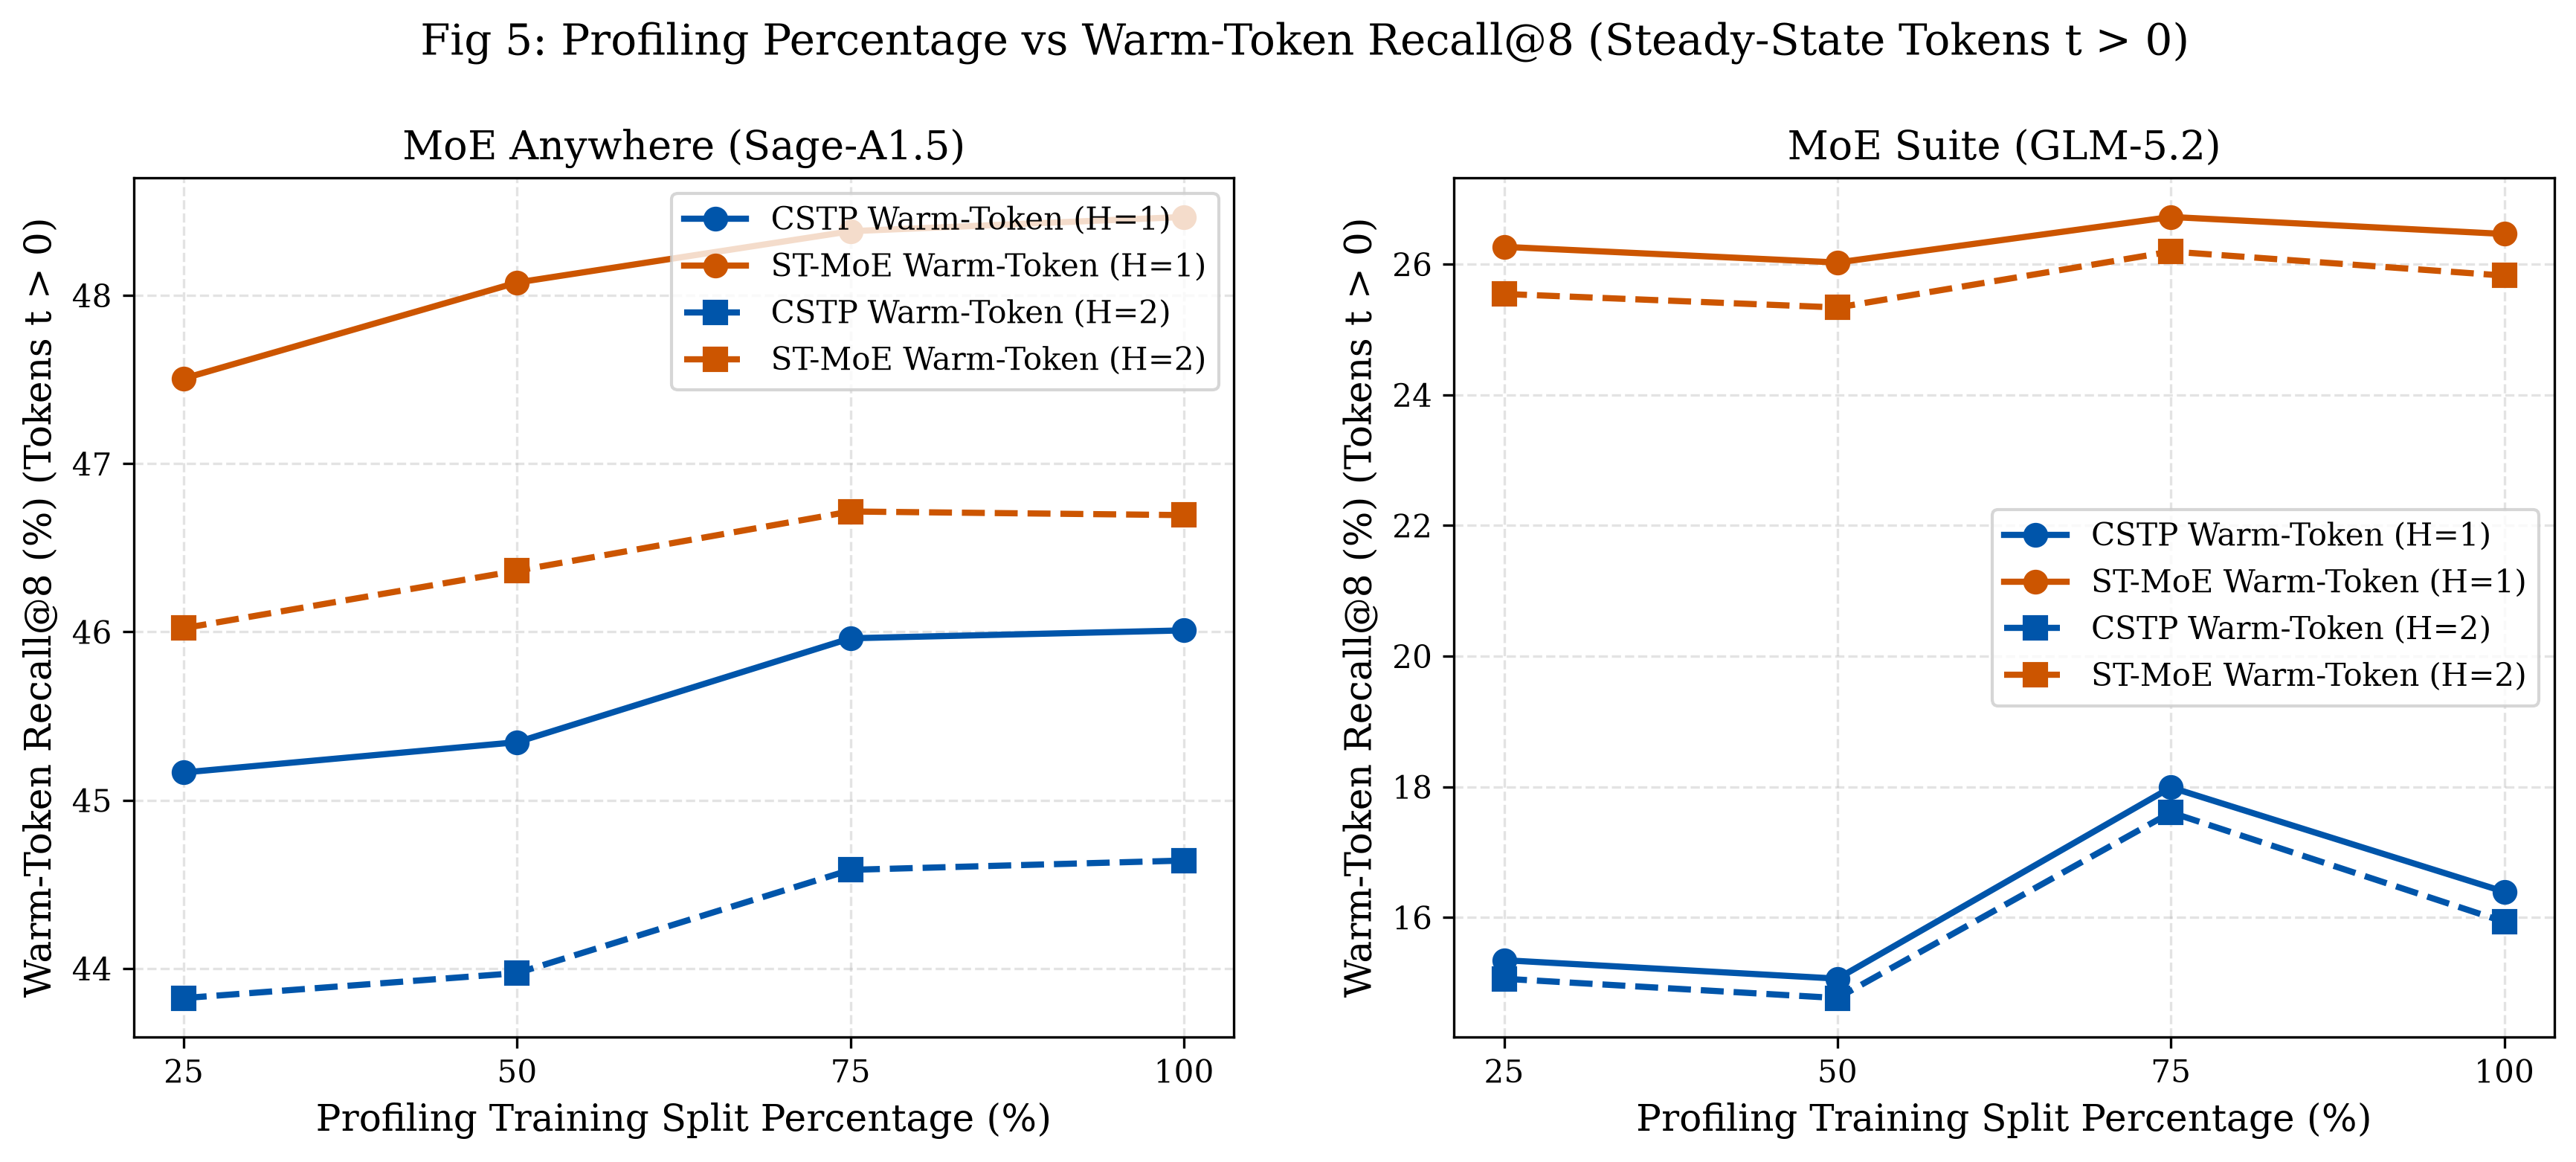 Fig 5: Profiling Percentage vs Warm-Token Recall@8 (Steady-State Tokens t > 0)
MoE Anywhere (Sage-A1.5)
Warm-Token Recall@8 (%) (Tokens t > 0)
48
47
46
45
44
CSTP Warm-Token (H=1)
ST-MoE Warm-Token (H=1)
CSTP Warm-Token (H=2)
ST-MoE Warm-Token (H=2)
25 50 75 100
Profiling Training Split Percentage (%)
MoE Suite (GLM-5.2)
Warm-Token Recall@8 (%) (Tokens t > 0)
26
24
22
20
18
16
CSTP Warm-Token (H=1)
ST-MoE Warm-Token (H=1)
CSTP Warm-Token (H=2)
ST-MoE Warm-Token (H=2)
25 50 75 100
Profiling Training Split Percentage (%)